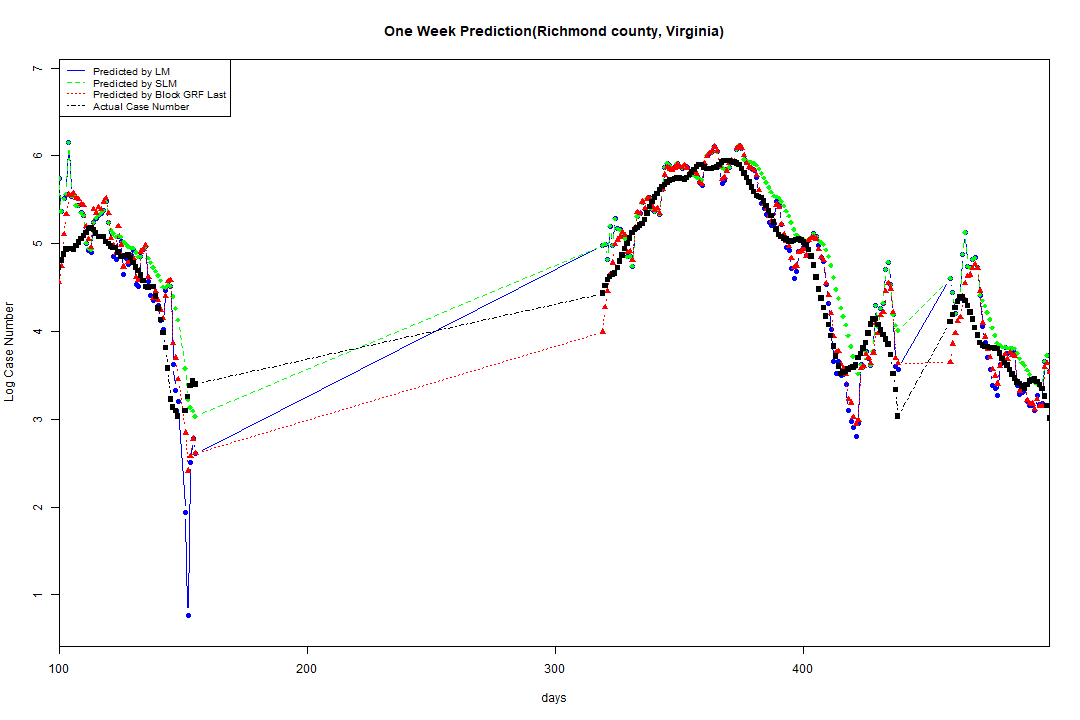 One Week Prediction(Richmond county, Virginia)
Predicted by LM
Predicted by SLM
Predicted by Block GRF Last
Actual Case Number
7
6
5
4
3
2
1
Log Case Number
100
200
300
400
days